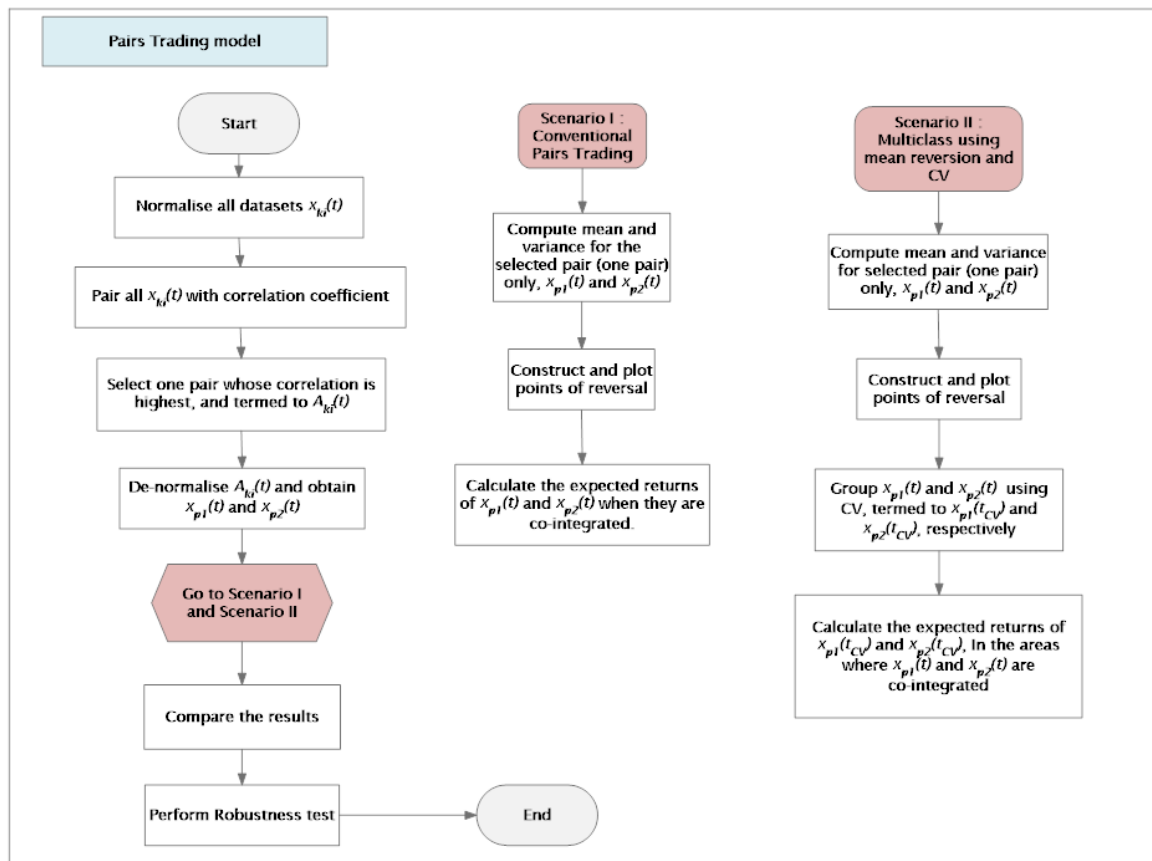 Pairs Trading model
Start
Normalise all datasets x_ki(t)
Pair all x_ki(t) with correlation coefficient
Select one pair whose correlation is
highest, and termed to A_ki(t)
De-normalise A_ki(t) and obtain
x_p1(t) and x_p2(t)
Go to Scenario I
and Scenario II
Compare the results
Perform Robustness test
End
Scenario I :
Conventional
Pairs Trading
Compute mean and
variance for the
selected pair (one pair)
only, x_p1(t) and x_p2(t)
Construct and plot
points of reversal
Calculate the expected returns
of x_p1(t) and x_p2(t) when they are
co-integrated.
Scenario II :
Multiclass using
mean reversion and
CV
Compute mean and variance
for selected pair (one pair)
only, x_p1(t) and x_p2(t)
Construct and plot
points of reversal
Group x_p1(t) and x_p2(t) using
CV, termed to x_p1(t_CV) and
x_p2(t_CV), respectively
Calculate the expected returns of
x_p1(t_CV) and x_p2(t_CV), In the areas
where x_p1(t) and x_p2(t) are
co-integrated